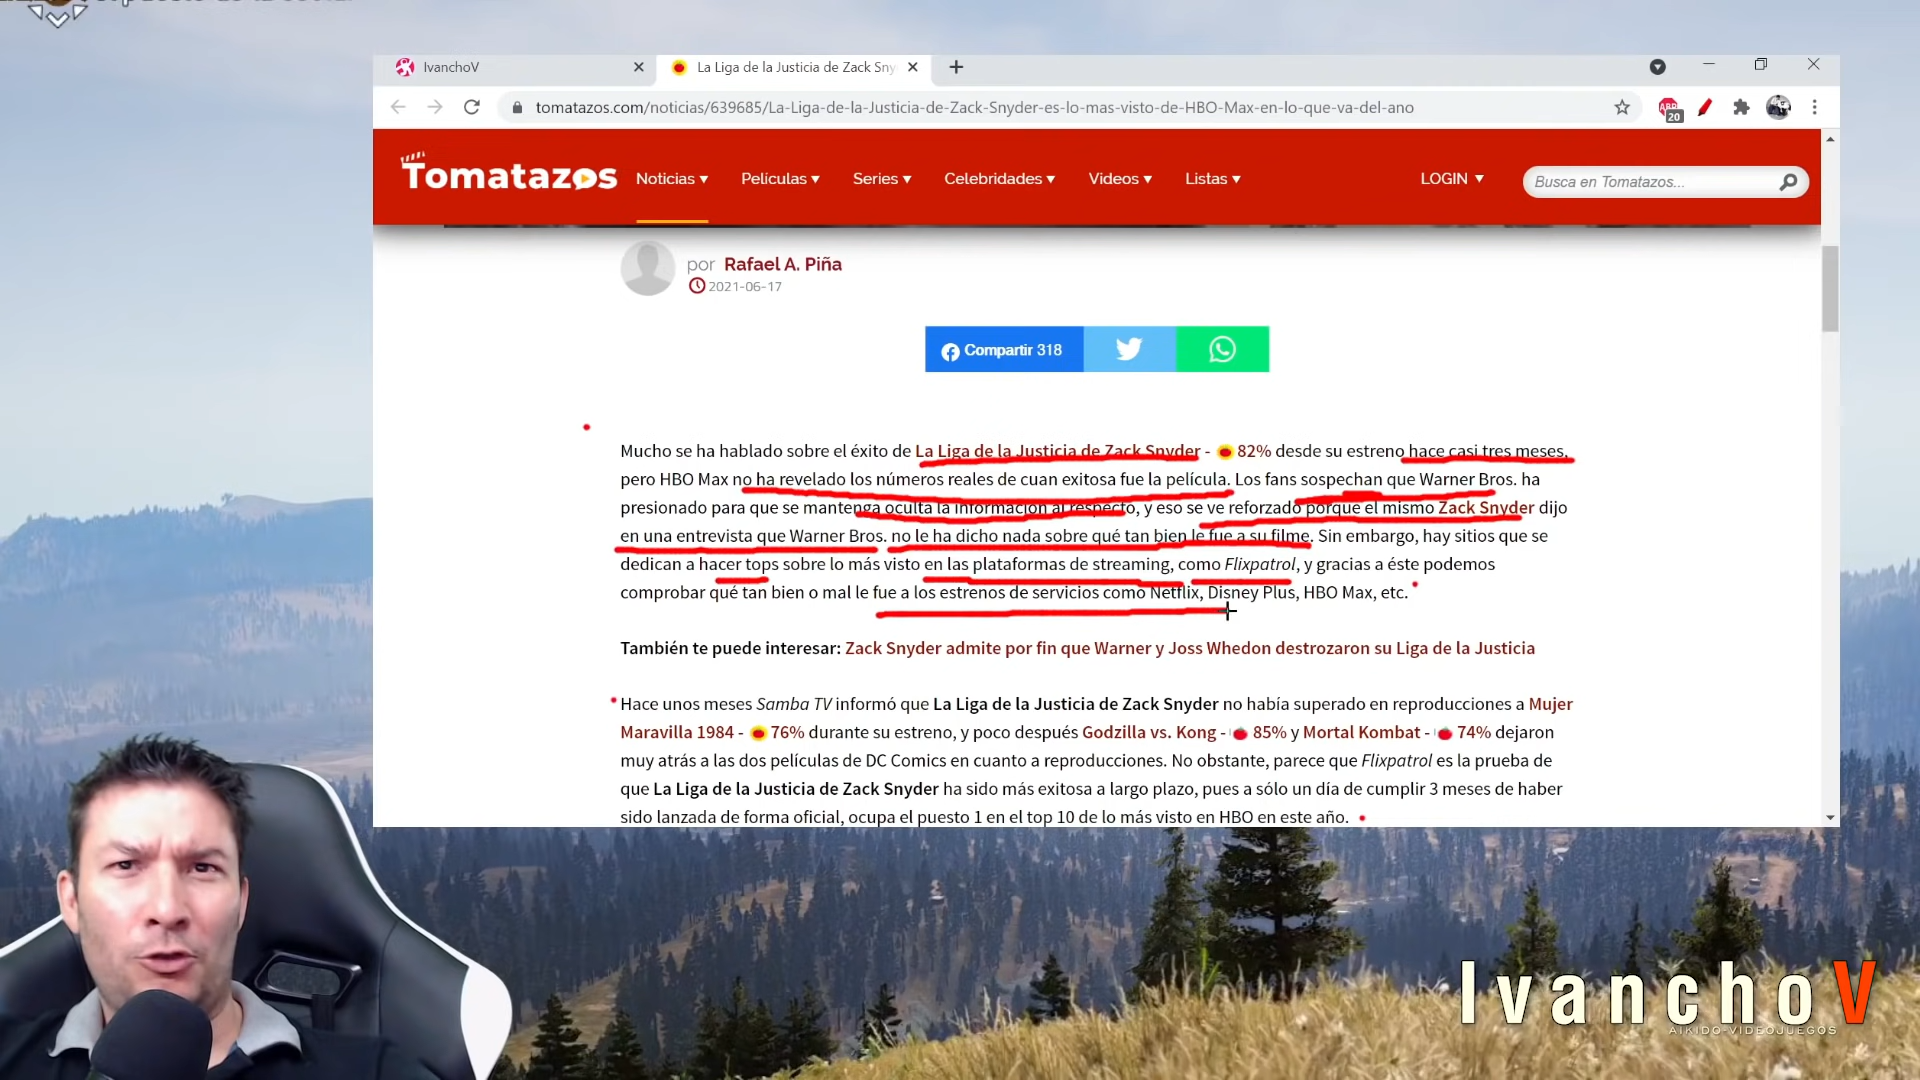 IvanchoV
La Liga de la Justicia de Zack Sny
tomatazos.com/noticias/639685/La-Liga-de-la-Justicia-de-Zack-Snyder-es-lo-mas-visto-de-HBO-Max-en-lo-que-va-del-ano
ABP
20
Tomatazos
Noticias ▾ Películas ▾ Series ▾ Celebridades ▾ Videos ▾ Listas ▾ LOGIN ▾ Busca en Tomatazos...
por Rafael A. Piña
2021-06-17
Compartir 318
Mucho se ha hablado sobre el éxito de La Liga de la Justicia de Zack Snyder - 82% desde su estreno hace casi tres meses,
pero HBO Max no ha revelado los números reales de cuan exitosa fue la película. Los fans sospechan que Warner Bros. ha
presionado para que se mantenga oculta la información al respecto, y eso se ve reforzado porque el mismo Zack Snyder dijo
en una entrevista que Warner Bros. no le ha dicho nada sobre qué tan bien le fue a su filme. Sin embargo, hay sitios que se
dedican a hacer tops sobre lo más visto en las plataformas de streaming, como Flixpatrol, y gracias a éste podemos
comprobar qué tan bien o mal le fue a los estrenos de servicios como Netflix, Disney Plus, HBO Max, etc.
También te puede interesar: Zack Snyder admite por fin que Warner y Joss Whedon destrozaron su Liga de la Justicia
Hace unos meses Samba TV informó que La Liga de la Justicia de Zack Snyder no había superado en reproducciones a Mujer
Maravilla 1984 - 76% durante su estreno, y poco después Godzilla vs. Kong - 85% y Mortal Kombat - 74% dejaron
muy atrás a las dos películas de DC Comics en cuanto a reproducciones. No obstante, parece que Flixpatrol es la prueba de
que La Liga de la Justicia de Zack Snyder ha sido más exitosa a largo plazo, pues a sólo un día de cumplir 3 meses de haber
sido lanzada de forma oficial, ocupa el puesto 1 en el top 10 de lo más visto en HBO en este año.
IvanchoV
AIKIDO-VIDEOJUEGOS